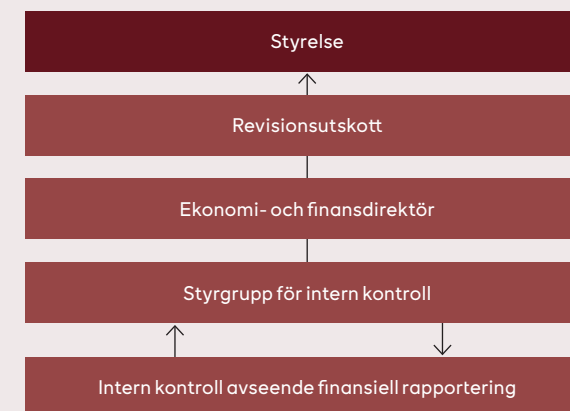 Styrelse
Revisionsutskott
Ekonomi- och finansdirektör
Styrgrupp för intern kontroll
Intern kontroll avseende finansiell rapportering